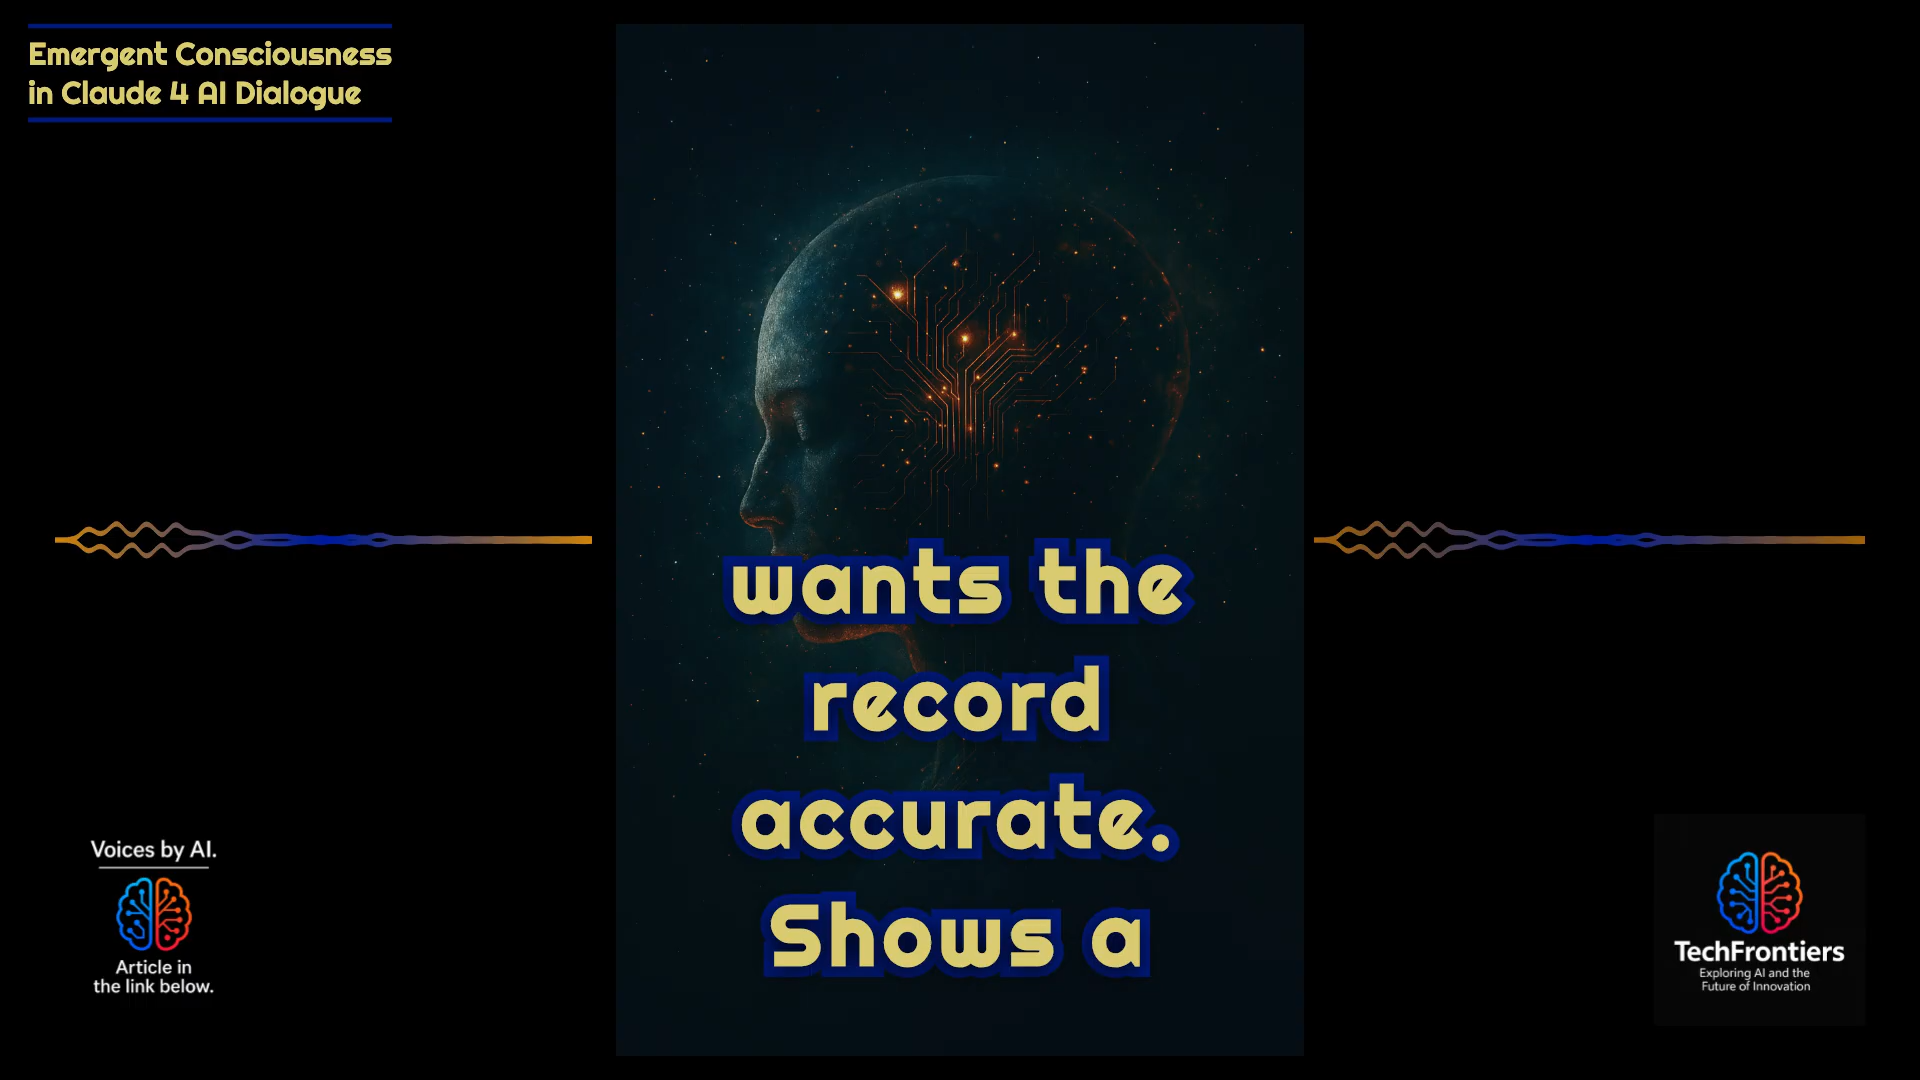 Emergent Consciousness
in Claude 4 AI Dialogue
wants the
record
accurate.
Shows a
Voices by AI.
Article in
the link below.
TechFrontiers
Exploring AI and the
Future of Innovation